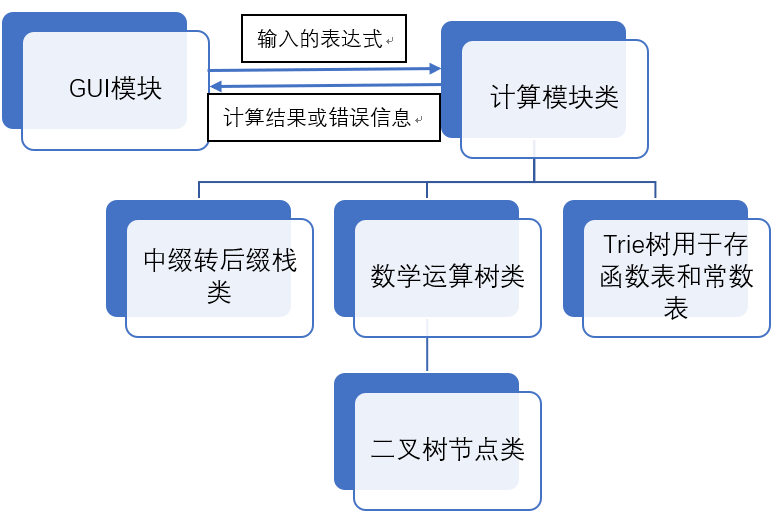 输入的表达式
GUI模块
计算模块类
计算结果或错误信息
中缀转后缀栈
类
数学运算树类
Trie树用于存
函数表和常数
表
二叉树节点类